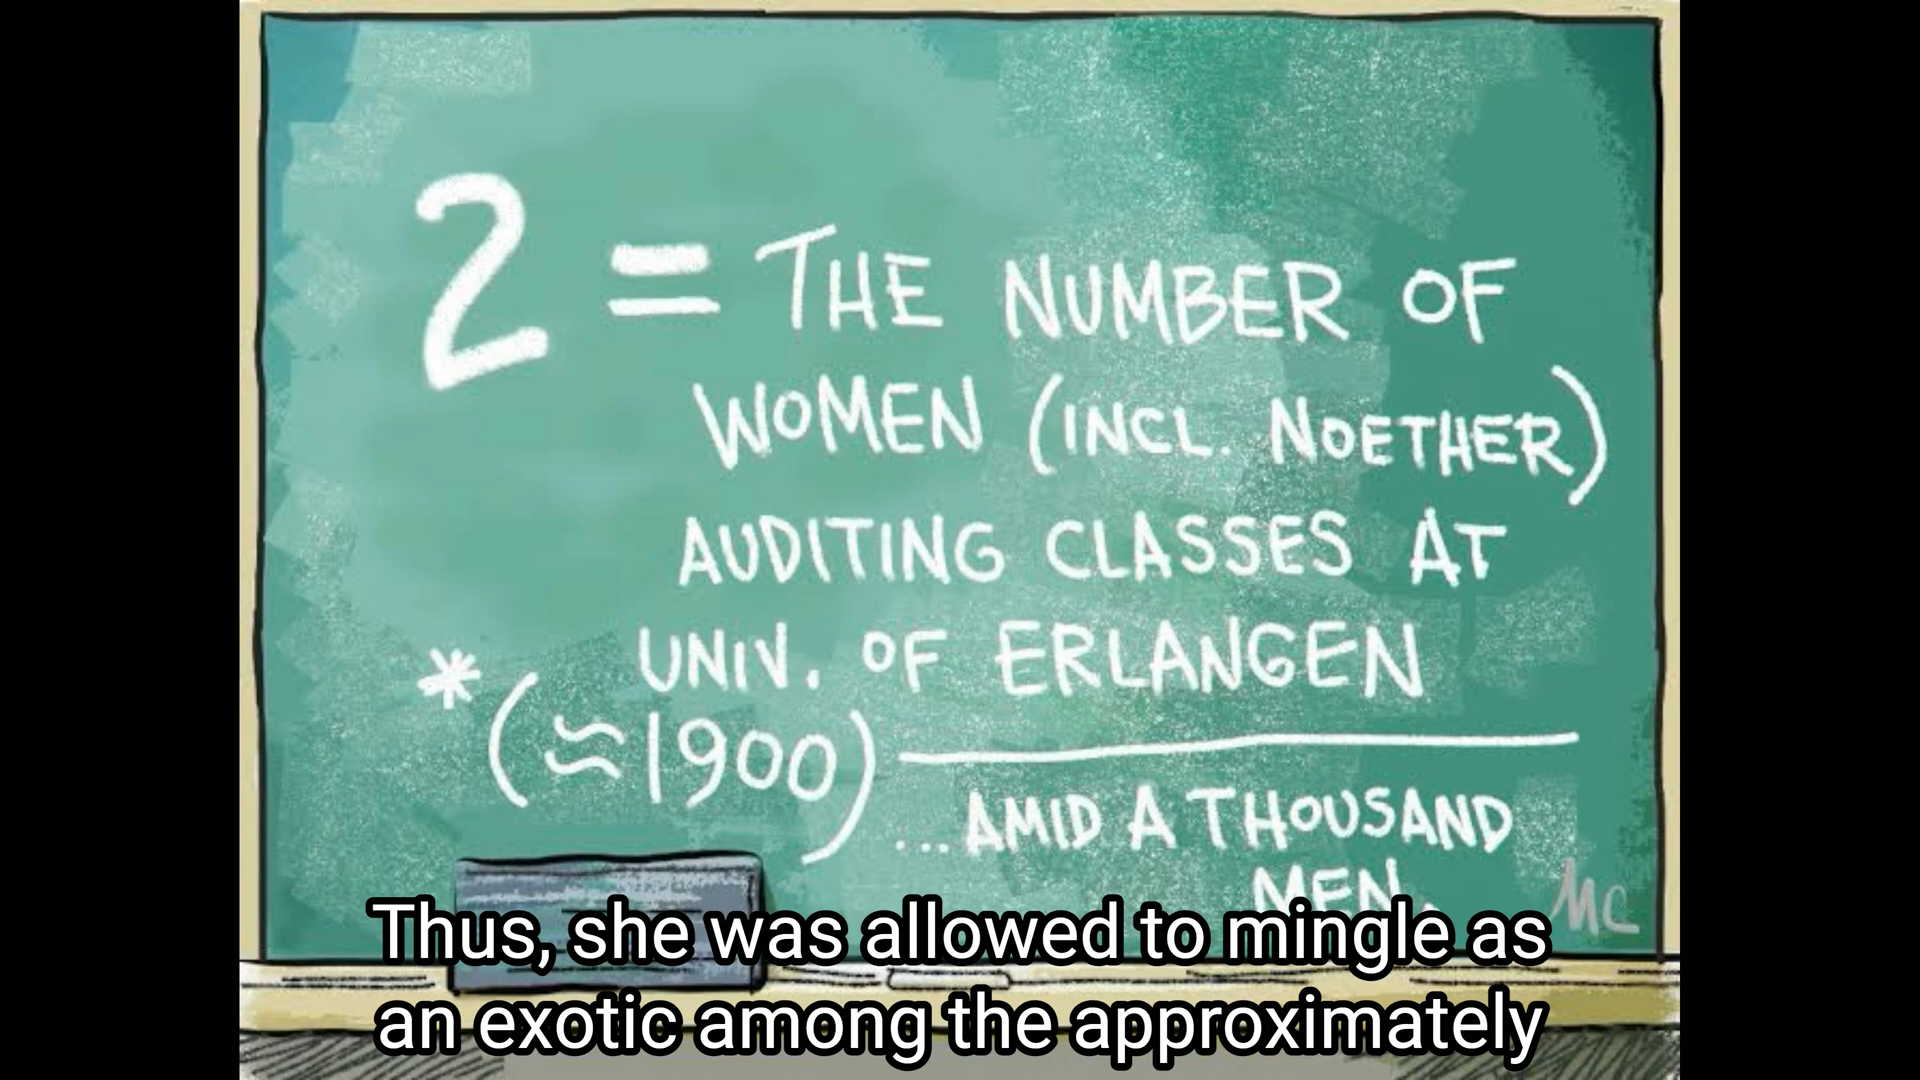 2 = THE NUMBER OF
WOMEN (INCL. NOETHER)
AUDITING CLASSES AT
UNIV. OF ERLANGEN
*(≈1900)
...AMID A THOUSAND
MEN.
MC
Thus, she was allowed to mingle as
an exotic among the approximately